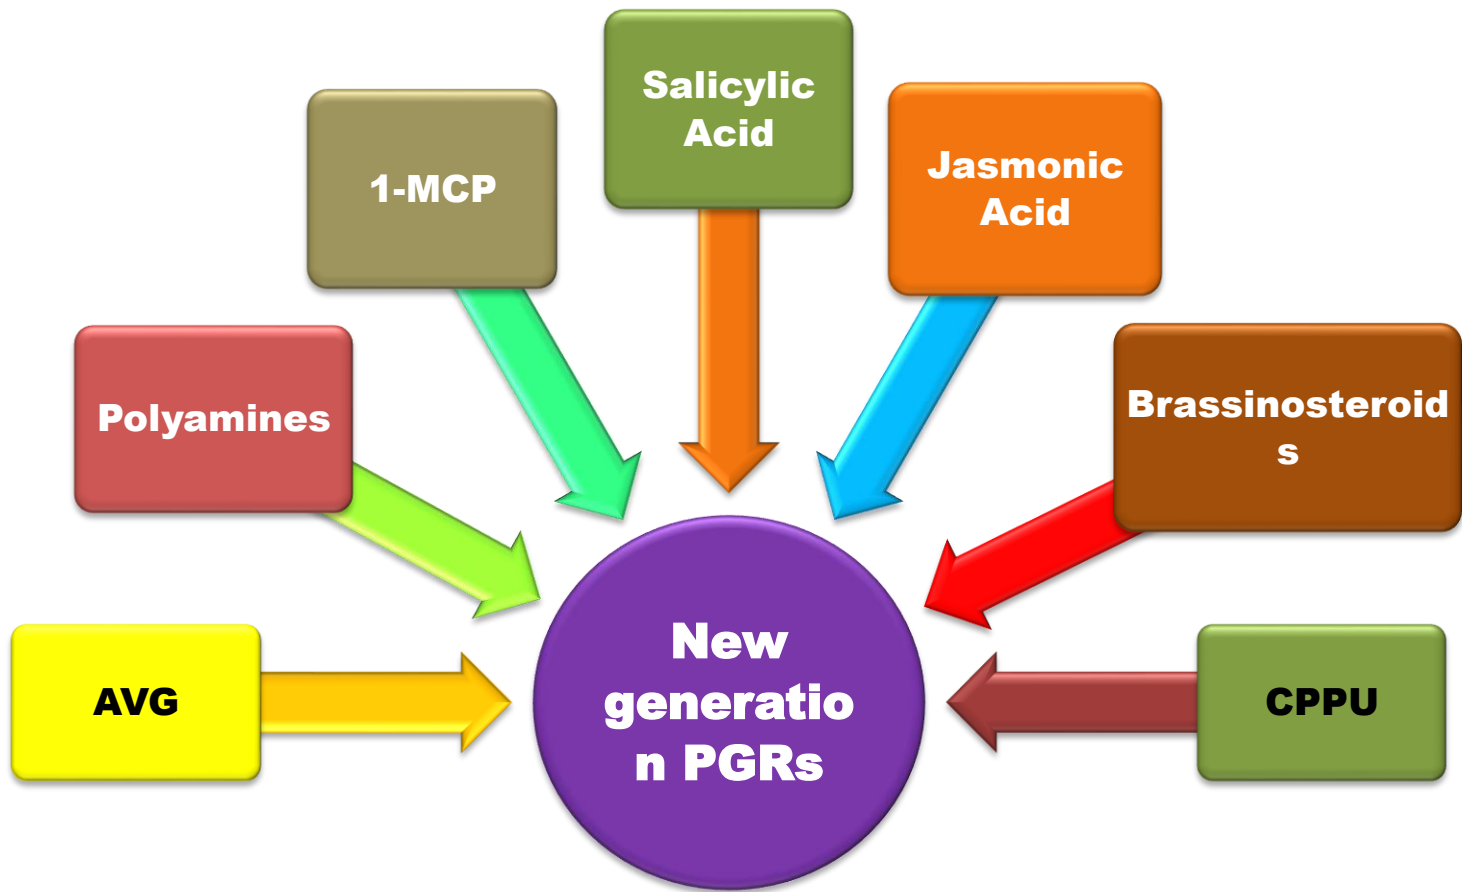 Salicylic
Acid
1-MCP
Jasmonic
Acid
Polyamines
Brassinosteroid
s
AVG
New
generatio
n PGRs
CPPU